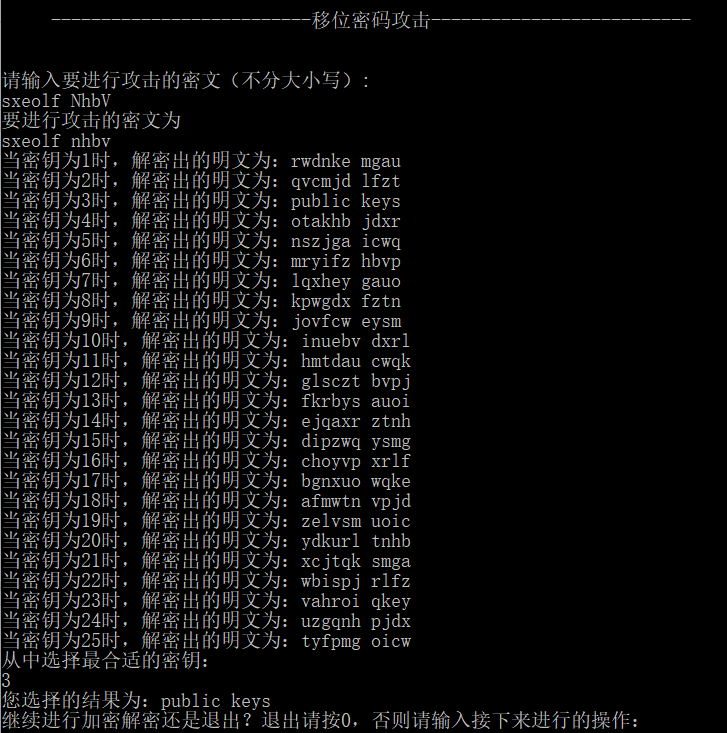 --------------------------移位密码攻击--------------------------
请输入要进行攻击的密文（不分大小写）:
sxeolf NhbV
要进行攻击的密文为
sxeolf nhbv
当密钥为1时，解密出的明文为：rwdnke mgau
当密钥为2时，解密出的明文为：qvcmjd lfzt
当密钥为3时，解密出的明文为：public keys
当密钥为4时，解密出的明文为：otakhb jdxr
当密钥为5时，解密出的明文为：nszjga icwq
当密钥为6时，解密出的明文为：mryifz hbvp
当密钥为7时，解密出的明文为：lqxhey gauo
当密钥为8时，解密出的明文为：kpwgdx fztn
当密钥为9时，解密出的明文为：jovfcw eysm
当密钥为10时，解密出的明文为：inuebv dxrl
当密钥为11时，解密出的明文为：hmtdau cwqk
当密钥为12时，解密出的明文为：glsczt bvpj
当密钥为13时，解密出的明文为：fkrbys auoi
当密钥为14时，解密出的明文为：ejqaxr ztnh
当密钥为15时，解密出的明文为：dipzwq ysmg
当密钥为16时，解密出的明文为：choyvp xrlf
当密钥为17时，解密出的明文为：bgnxuo wqke
当密钥为18时，解密出的明文为：afmwtn vpjd
当密钥为19时，解密出的明文为：zelvsm uoic
当密钥为20时，解密出的明文为：ydkurl tnhb
当密钥为21时，解密出的明文为：xcjtqk smga
当密钥为22时，解密出的明文为：wbispj rlfz
当密钥为23时，解密出的明文为：vahroi qkey
当密钥为24时，解密出的明文为：uzgqnh pjdx
当密钥为25时，解密出的明文为：tyfpmg oicw
从中选择最合适的密钥：
3
您选择的结果为：public keys
继续进行加密解密还是退出？退出请按0，否则请输入接下来进行的操作：